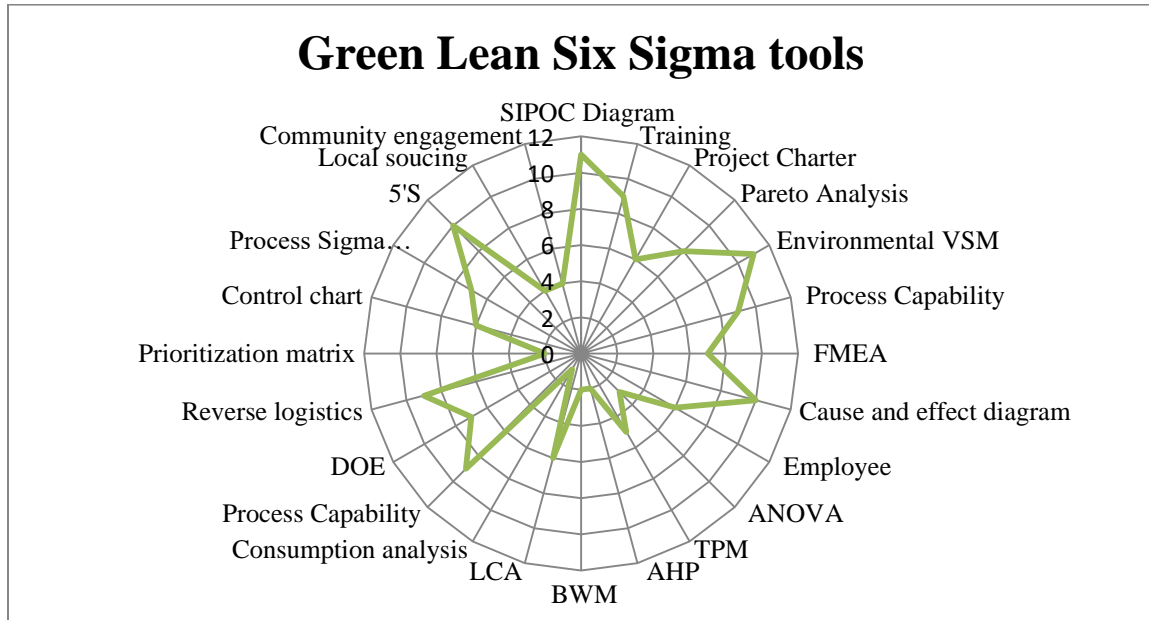 Green Lean Six Sigma tools
SIPOC Diagram
Training
Project Charter
Pareto Analysis
Environmental VSM
Process Capability
FMEA
Cause and effect diagram
Employee
ANOVA
TPM
AHP
BWM
LCA
Consumption analysis
Process Capability
DOE
Reverse logistics
Prioritization matrix
Control chart
Process Sigma…
5'S
Local soucing
Community engagement
12
10
8
6
4
2
0